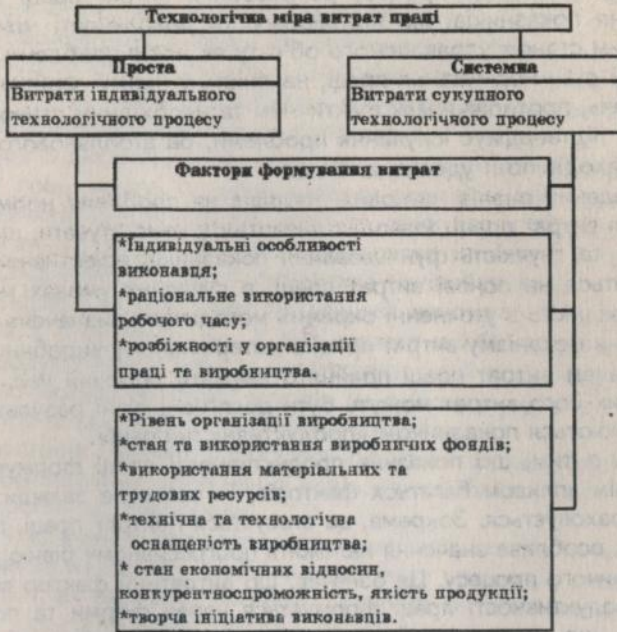 Технологічна міра витрат праці
Проста
Витрати індивідуального
технологічного процесу
Системна
Витрати сукупного
технологіччого процесу
Фактори формування витрат
*Індивідуальні особливості
виконавця;
*раціональне використання
робочого часу;
*розбіжності у організації
праці та виробництва.
*Рівень організації виробництва;
*стан та використання виробничих фондів;
*використання матеріальних та
трудових ресурсів;
*технічна та технологічна
оснащеність виробництва;
* стан економічних відносин,
конкурентноспроможність, якість продукції;
*творча ініціатива виконавців.